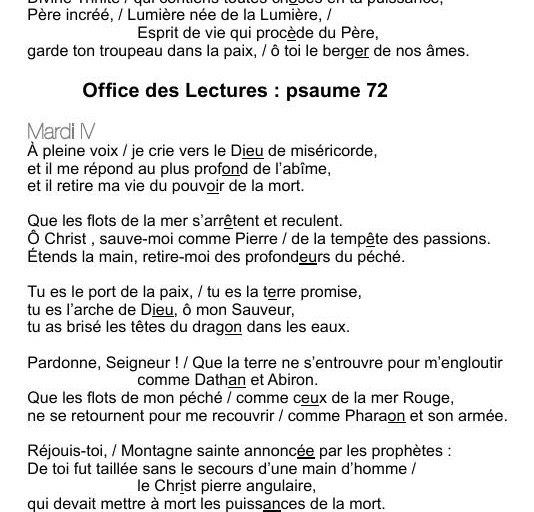 Divine Trinité / qui contiens toutes choses en ta puissance,
Père incréé, / Lumière née de la Lumière, /
Esprit de vie qui procède du Père,
garde ton troupeau dans la paix, / ô toi le berger de nos âmes.
Office des Lectures : psaume 72
Mardi IV
À pleine voix / je crie vers le Dieu de miséricorde,
et il me répond au plus profond de l'abîme,
et il retire ma vie du pouvoir de la mort.
Que les flots de la mer s'arrêtent et reculent.
Ô Christ , sauve-moi comme Pierre / de la tempête des passions.
Étends la main, retire-moi des profondeurs du péché.
Tu es le port de la paix, / tu es la terre promise,
tu es l'arche de Dieu, ô mon Sauveur,
tu as brisé les têtes du dragon dans les eaux.
Pardonne, Seigneur ! / Que la terre ne s'entrouvre pour m'engloutir
comme Dathan et Abiron.
Que les flots de mon péché / comme ceux de la mer Rouge,
ne se retournent pour me recouvrir / comme Pharaon et son armée.
Réjouis-toi, / Montagne sainte annoncée par les prophètes :
De toi fut taillée sans le secours d'une main d'homme /
le Christ pierre angulaire,
qui devait mettre à mort les puissances de la mort.